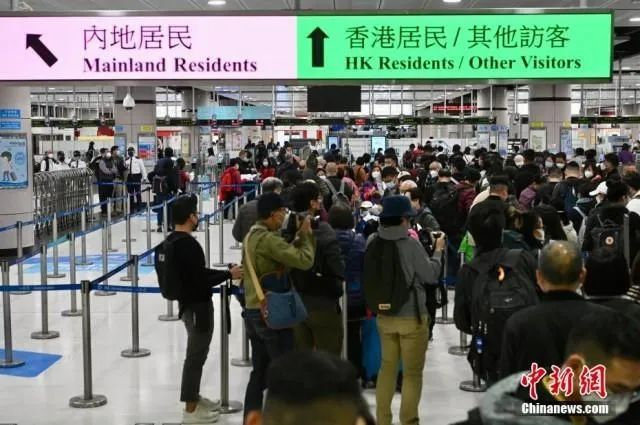 內地居民
Mainland Residents
香港居民/其他訪客
HK Residents / Other Visitors
中新网
Chinanews.com